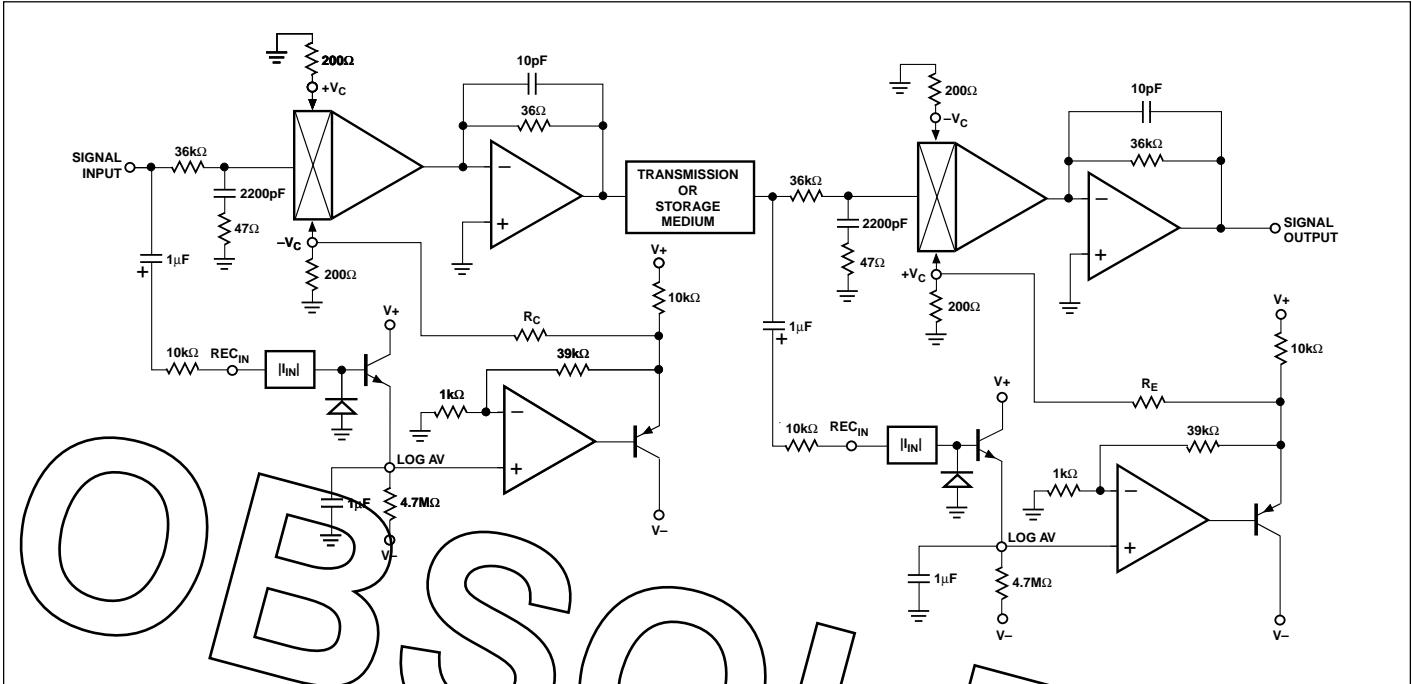 200Ω
+VC
10pF
36Ω
36kΩ
SIGNAL
INPUT
2200pF
47Ω
–VC
200Ω
1µF
+
–
+
TRANSMISSION
OR
STORAGE
MEDIUM
V+
10kΩ
RC
39kΩ
1kΩ
–
+
V+
10kΩ
RECIN
|IIN|
LOG AV
1µF
4.7MΩ
V–
V–
200Ω
–VC
10pF
36kΩ
36kΩ
2200pF
47Ω
+VC
200Ω
1µF
+
–
+
SIGNAL
OUTPUT
V+
10kΩ
RE
39kΩ
1kΩ
–
+
V+
10kΩ
RECIN
|IIN|
LOG AV
1µF
4.7MΩ
V–
V–